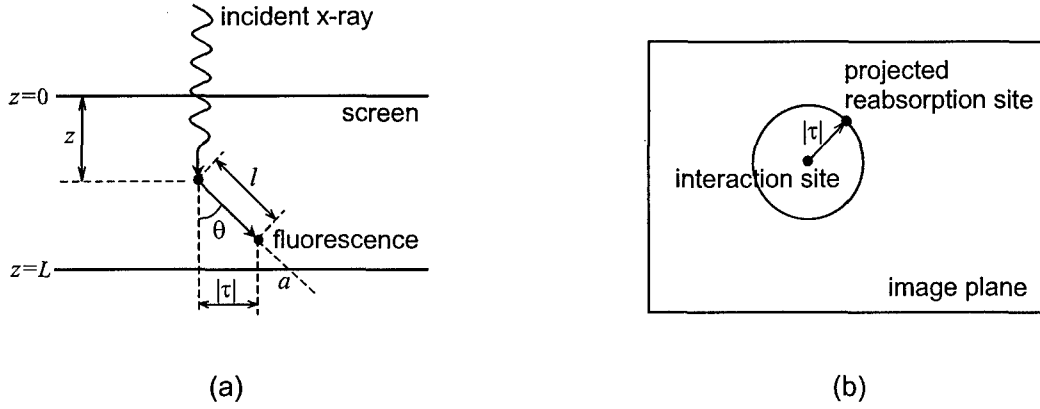 incident x-ray
z=0
screen
z
l
θ
fluorescence
z=L
a
|τ|
(a)
projected
reabsorption site
|τ|
interaction site
image plane
(b)